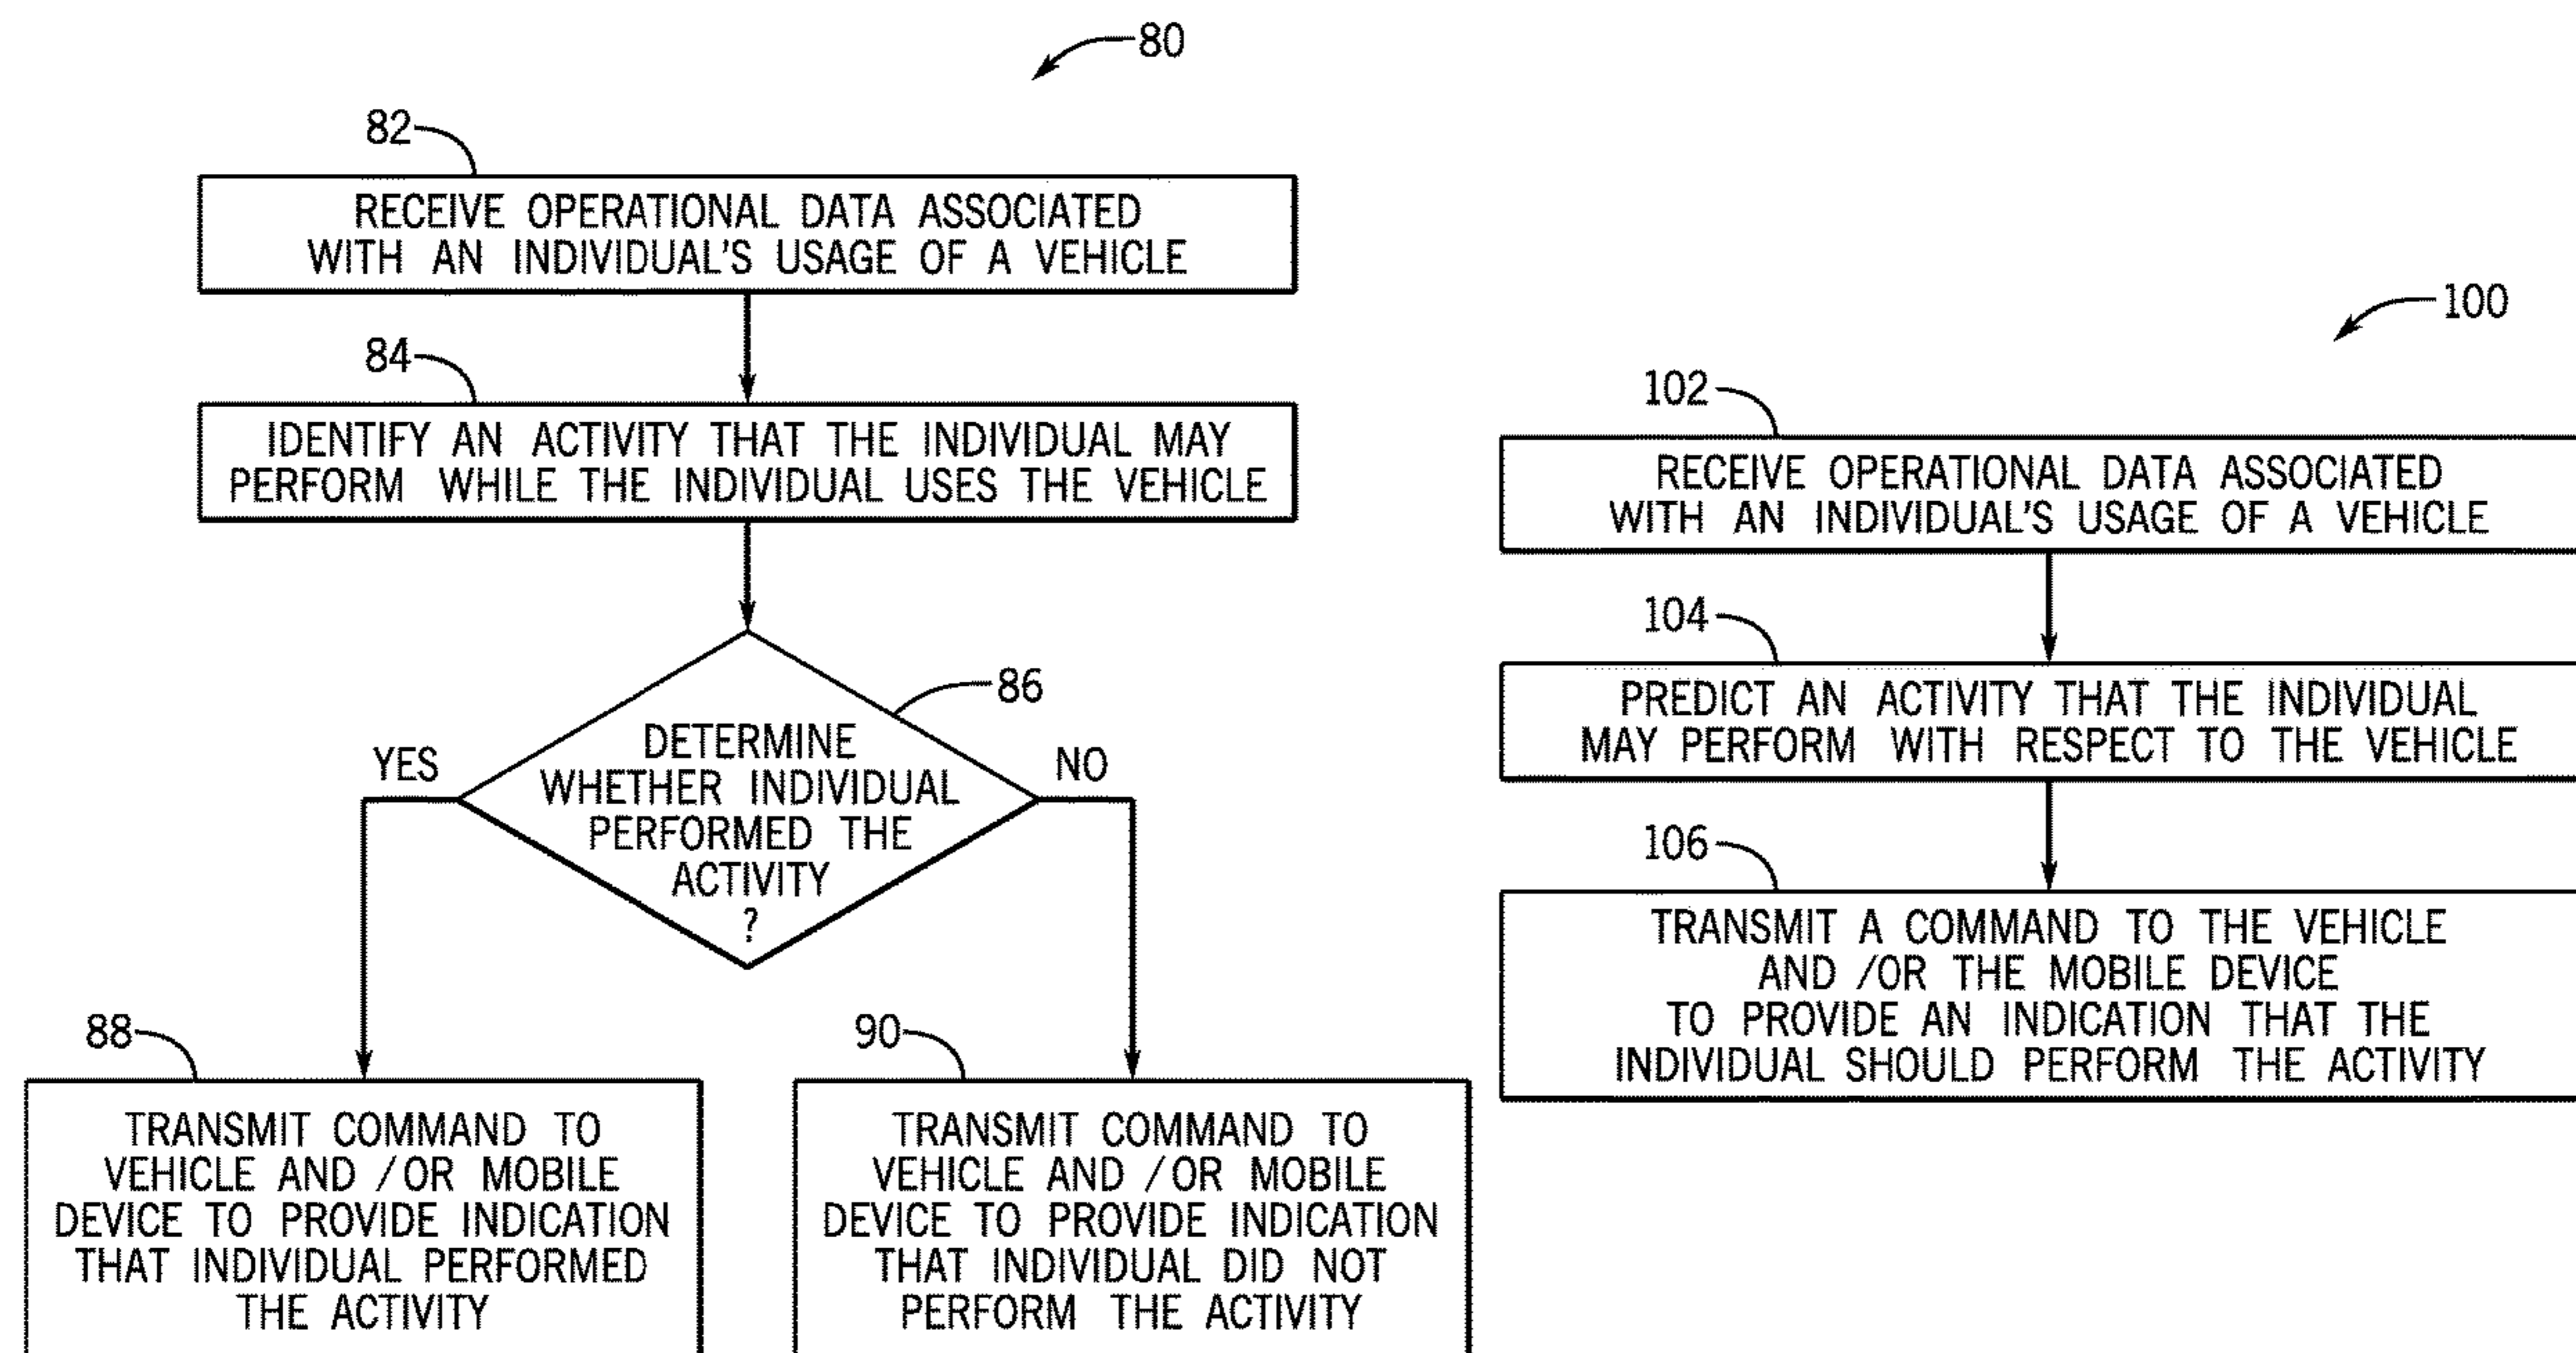 80
82
RECEIVE OPERATIONAL DATA ASSOCIATED
WITH AN INDIVIDUAL'S USAGE OF A VEHICLE
84
IDENTIFY AN ACTIVITY THAT THE INDIVIDUAL MAY
PERFORM WHILE THE INDIVIDUAL USES THE VEHICLE
86
DETERMINE
WHETHER INDIVIDUAL
PERFORMED THE
ACTIVITY
?
YES
NO
88
TRANSMIT COMMAND TO
VEHICLE AND /OR MOBILE
DEVICE TO PROVIDE INDICATION
THAT INDIVIDUAL PERFORMED
THE ACTIVITY
90
TRANSMIT COMMAND TO
VEHICLE AND /OR MOBILE
DEVICE TO PROVIDE INDICATION
THAT INDIVIDUAL DID NOT
PERFORM THE ACTIVITY
100
102
RECEIVE OPERATIONAL DATA ASSOCIATED
WITH AN INDIVIDUAL'S USAGE OF A VEHICLE
104
PREDICT AN ACTIVITY THAT THE INDIVIDUAL
MAY PERFORM WITH RESPECT TO THE VEHICLE
106
TRANSMIT A COMMAND TO THE VEHICLE
AND /OR THE MOBILE DEVICE
TO PROVIDE AN INDICATION THAT THE
INDIVIDUAL SHOULD PERFORM THE ACTIVITY